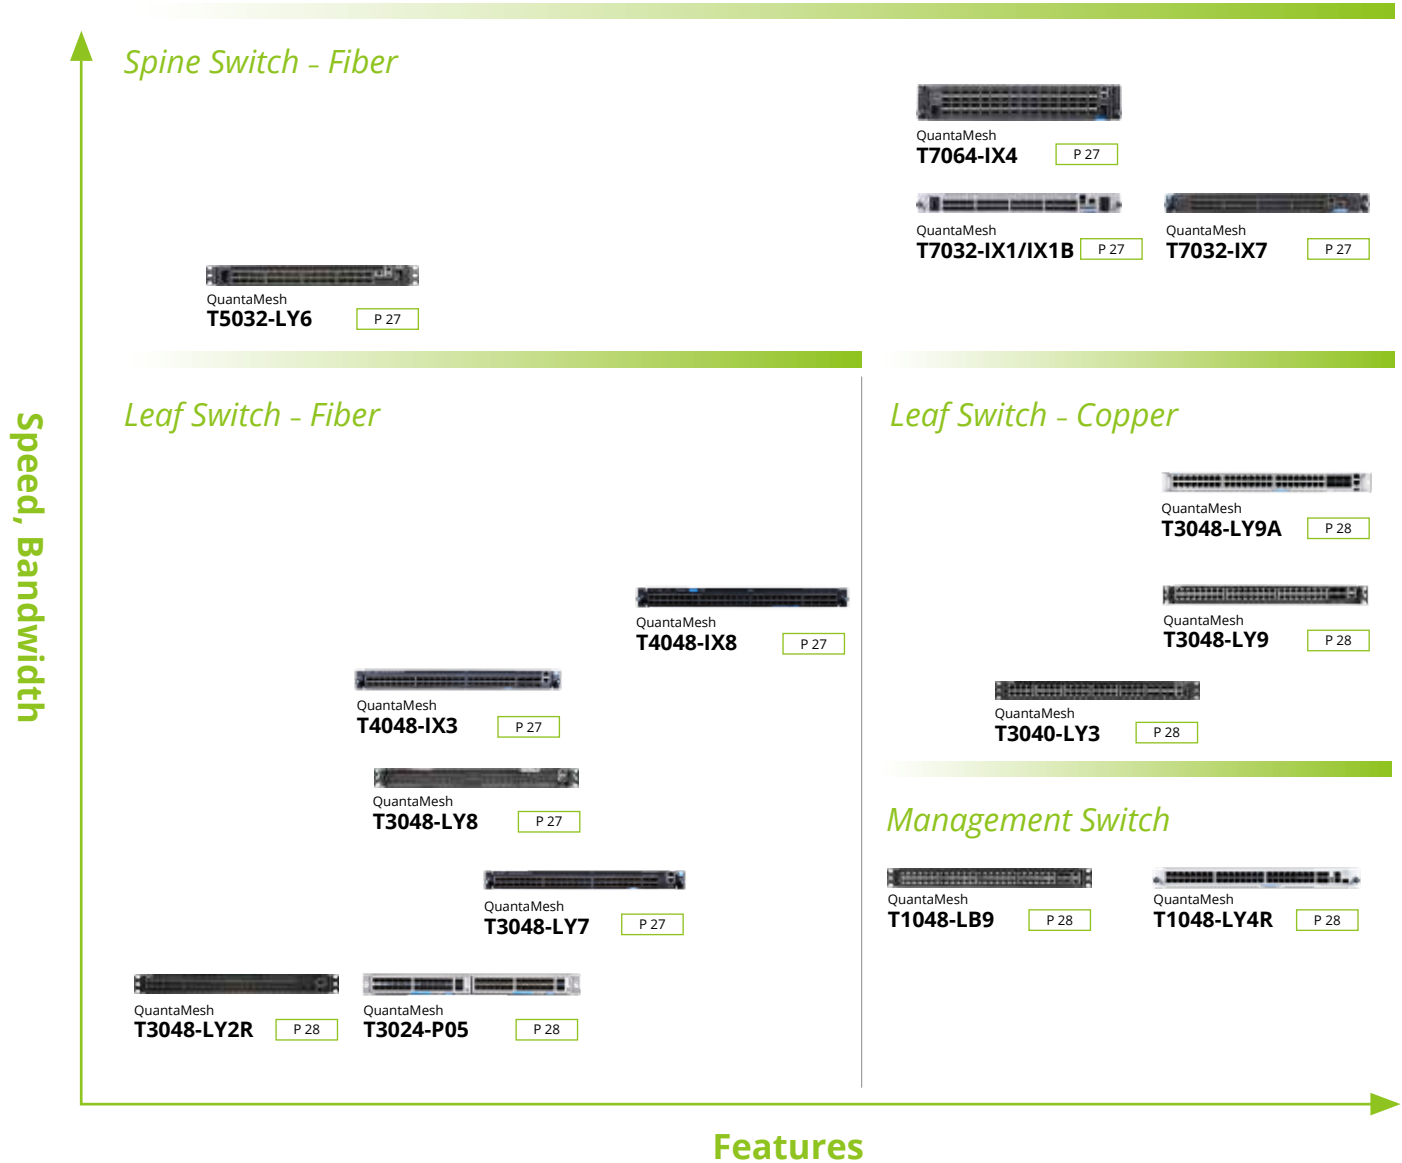 Spine Switch – Fiber
QuantaMesh
T7064-IX4
P 27
QuantaMesh
T7032-IX1/IX1B
P 27
QuantaMesh
T7032-IX7
P 27
QuantaMesh
T5032-LY6
P 27
Speed, Bandwidth
Leaf Switch – Fiber
QuantaMesh
T4048-IX8
P 27
QuantaMesh
T4048-IX3
P 27
QuantaMesh
T3048-LY8
P 27
QuantaMesh
T3048-LY7
P 27
QuantaMesh
T3048-LY2R
P 28
QuantaMesh
T3024-P05
P 28
Leaf Switch – Copper
QuantaMesh
T3048-LY9A
P 28
QuantaMesh
T3048-LY9
P 28
QuantaMesh
T3040-LY3
P 28
Management Switch
QuantaMesh
T1048-LB9
P 28
QuantaMesh
T1048-LY4R
P 28
Features